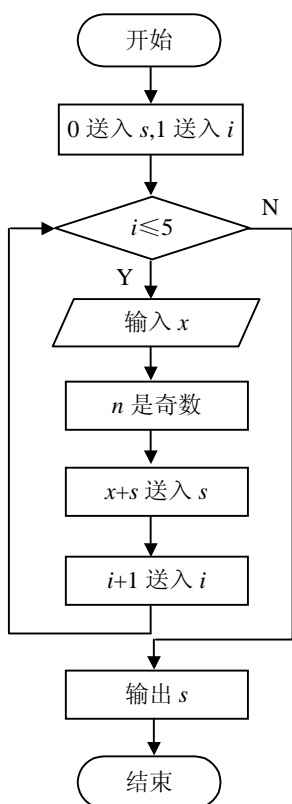 开始
0 送入 s,1 送入 i
i≤5
N
Y
输入 x
n 是奇数
x+s 送入 s
i+1 送入 i
输出 s
结束